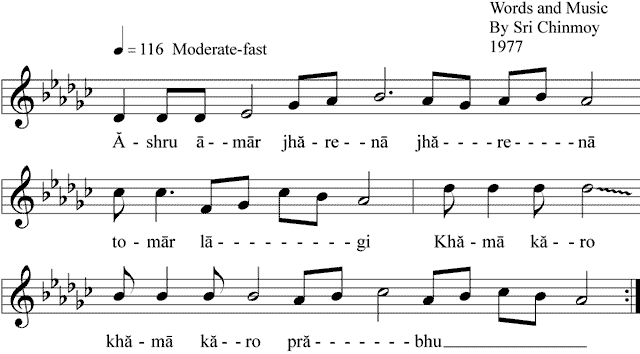 Words and Music
By Sri Chinmoy
1977
= 116 Moderate-fast
Ă - shru ā - - mār jhă - re - nā jhă - - - - re - - - - nā
to - mār lā - - - - - - - - - gi Khă - mā kă - ro
khă - mā kă - - ro pră - - - - - - - bhu